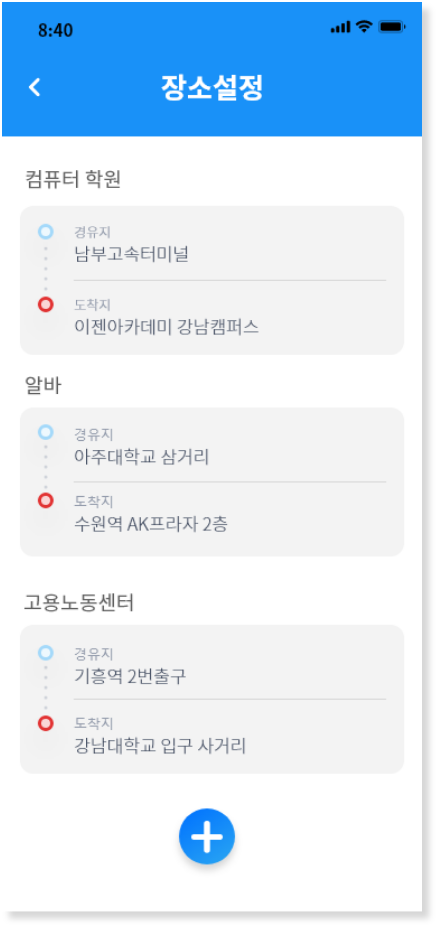 8:40
장소설정
컴퓨터 학원
경유지
남부고속터미널
도착지
이젠아카데미 강남캠퍼스
알바
경유지
아주대학교 삼거리
도착지
수원역 AK프라자 2층
고용노동센터
경유지
기흥역 2번출구
도착지
강남대학교 입구 사거리